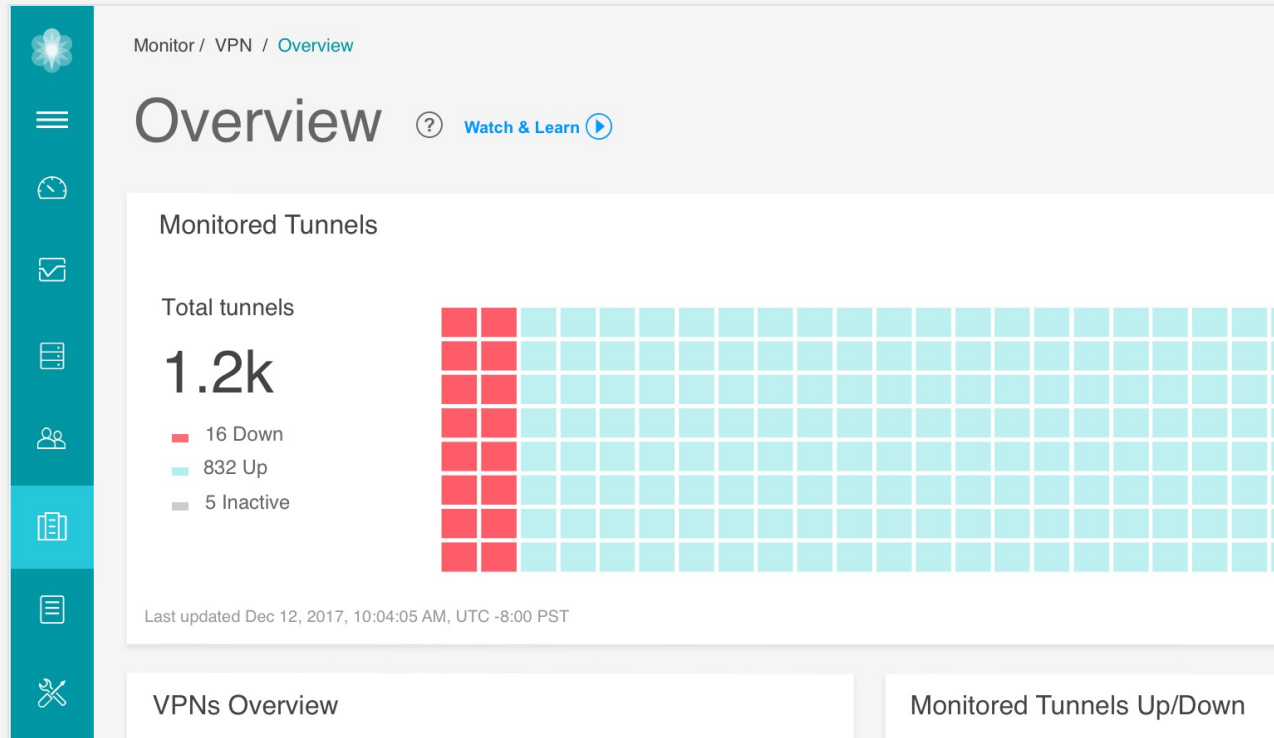 Monitor / VPN / Overview
Overview ? Watch & Learn
Monitored Tunnels
Total tunnels
1.2k
16 Down
832 Up
5 Inactive
Last updated Dec 12, 2017, 10:04:05 AM, UTC -8:00 PST
VPNs Overview
Monitored Tunnels Up/Down